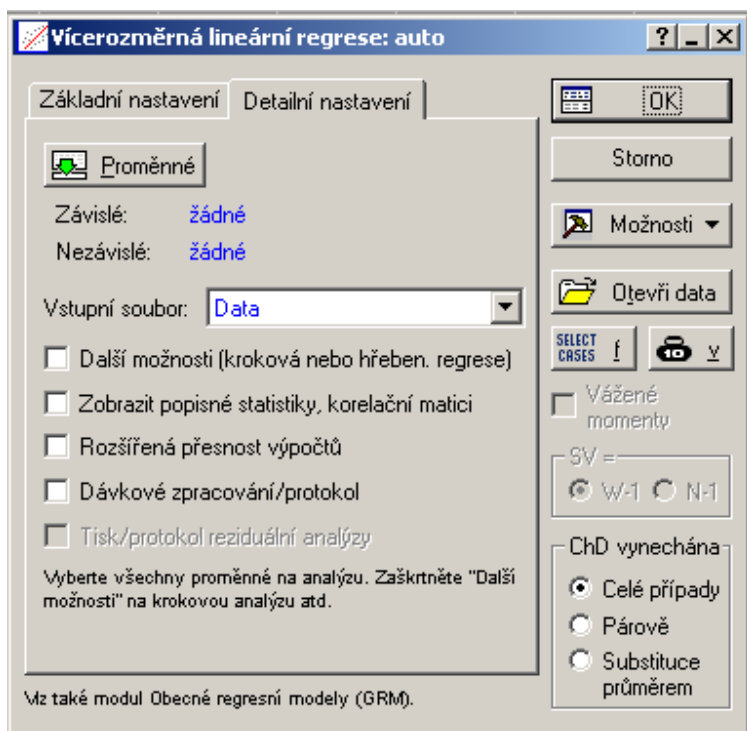 Vícerozměrná lineární regrese: auto
Základní nastavení
Detailní nastavení
Proměnné
Závislé: žádné
Nezávislé: žádné
Vstupní soubor: Data
Další možnosti (kroková nebo hřeben. regrese)
Zobrazit popisné statistiky, korelační matici
Rozšířená přesnost výpočtů
Dávkové zpracování/protokol
Tisk/protokol reziduální analýzy
Vyberte všechny proměnné na analýzu. Zaškrtněte "Další
možnosti" na krokovou analýzu atd.
Viz také modul Obecné regresní modely (GRM).
OK
Storno
Možnosti
Otevři data
SELECT
CASES
f
10
v
Vážené
momenty
SV =
W-1 N-1
ChD vynechána
Celé případy
Párově
Substituce
průměrem